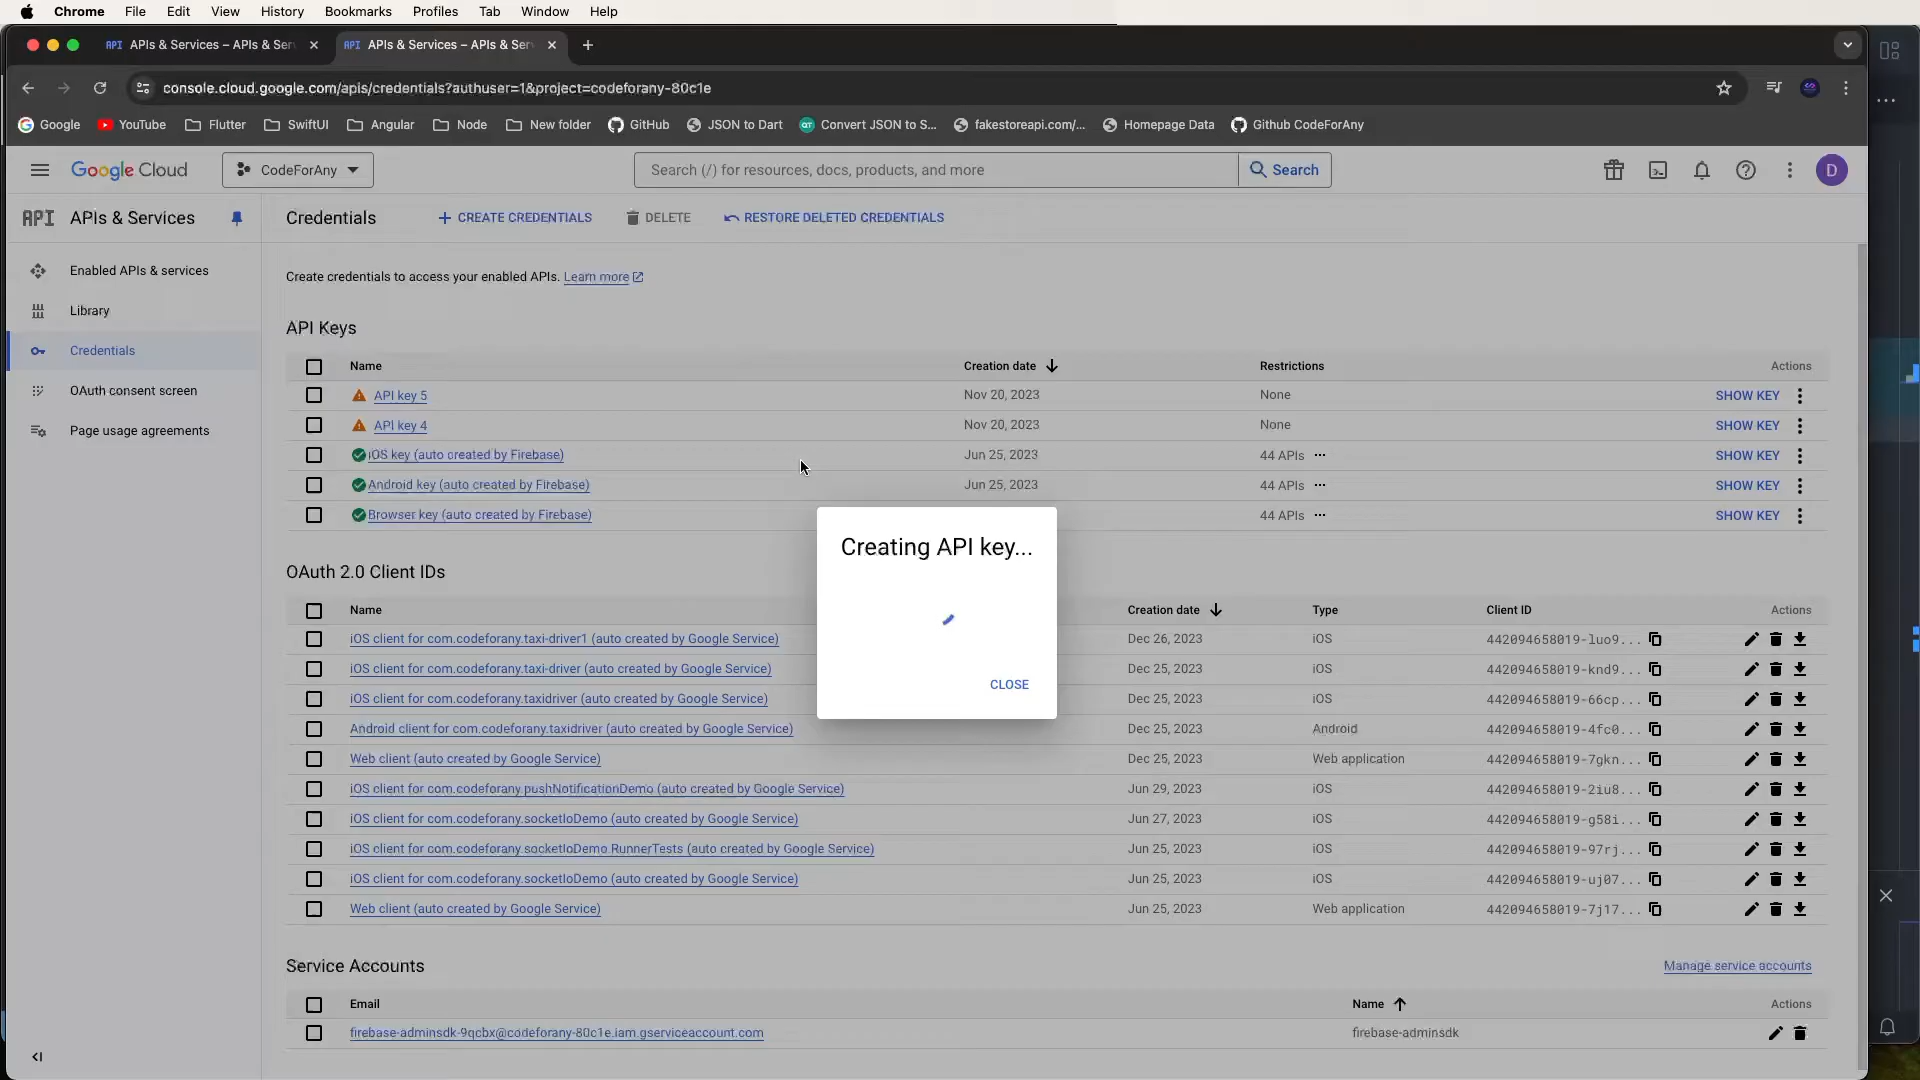 Chrome File Edit View History Bookmarks Profiles Tab Window Help
API APIs & Services – APIs & Ser
API APIs & Services – APIs & Ser
console.cloud.google.com/apis/credentials?authuser=1&project=codeforany-80c1e
Google YouTube Flutter SwiftUI Angular Node New folder GitHub JSON to Dart Convert JSON to S... fakestoreapi.com/... Homepage Data Github CodeForAny
Google Cloud CodeForAny Search (/) for resources, docs, products, and more Search D
API APIs & Services
Enabled APIs & services
Library
Credentials
OAuth consent screen
Page usage agreements
Credentials + CREATE CREDENTIALS DELETE RESTORE DELETED CREDENTIALS
Create credentials to access your enabled APIs. Learn more
API Keys
Name Creation date Restrictions Actions
API key 5 Nov 20, 2023 None SHOW KEY
API key 4 Nov 20, 2023 None SHOW KEY
iOS key (auto created by Firebase) Jun 25, 2023 44 APIs SHOW KEY
Android key (auto created by Firebase) Jun 25, 2023 44 APIs SHOW KEY
Browser key (auto created by Firebase) 44 APIs SHOW KEY
Creating API key...
CLOSE
OAuth 2.0 Client IDs
Name Creation date Type Client ID Actions
iOS client for com.codeforany.taxi-driver1 (auto created by Google Service) Dec 26, 2023 iOS 442094658019-luo9...
iOS client for com.codeforany.taxi-driver (auto created by Google Service) Dec 25, 2023 iOS 442094658019-knd9...
iOS client for com.codeforany.taxidriver (auto created by Google Service) Dec 25, 2023 iOS 442094658019-66cp...
Android client for com.codeforany.taxidriver (auto created by Google Service) Dec 25, 2023 Android 442094658019-4fc0...
Web client (auto created by Google Service) Dec 25, 2023 Web application 442094658019-7gkn...
iOS client for com.codeforany.pushNotificationDemo (auto created by Google Service) Jun 29, 2023 iOS 442094658019-2iu8...
iOS client for com.codeforany.socketIoDemo (auto created by Google Service) Jun 27, 2023 iOS 442094658019-g58i...
iOS client for com.codeforany.socketIoDemo.RunnerTests (auto created by Google Service) Jun 25, 2023 iOS 442094658019-97rj...
iOS client for com.codeforany.socketIoDemo (auto created by Google Service) Jun 25, 2023 iOS 442094658019-uj07...
Web client (auto created by Google Service) Jun 25, 2023 Web application 442094658019-7j17...
Service Accounts Manage service accounts
Email Name Actions
firebase-adminsdk-9qcbx@codeforany-80c1e.iam.gserviceaccount.com firebase-adminsdk